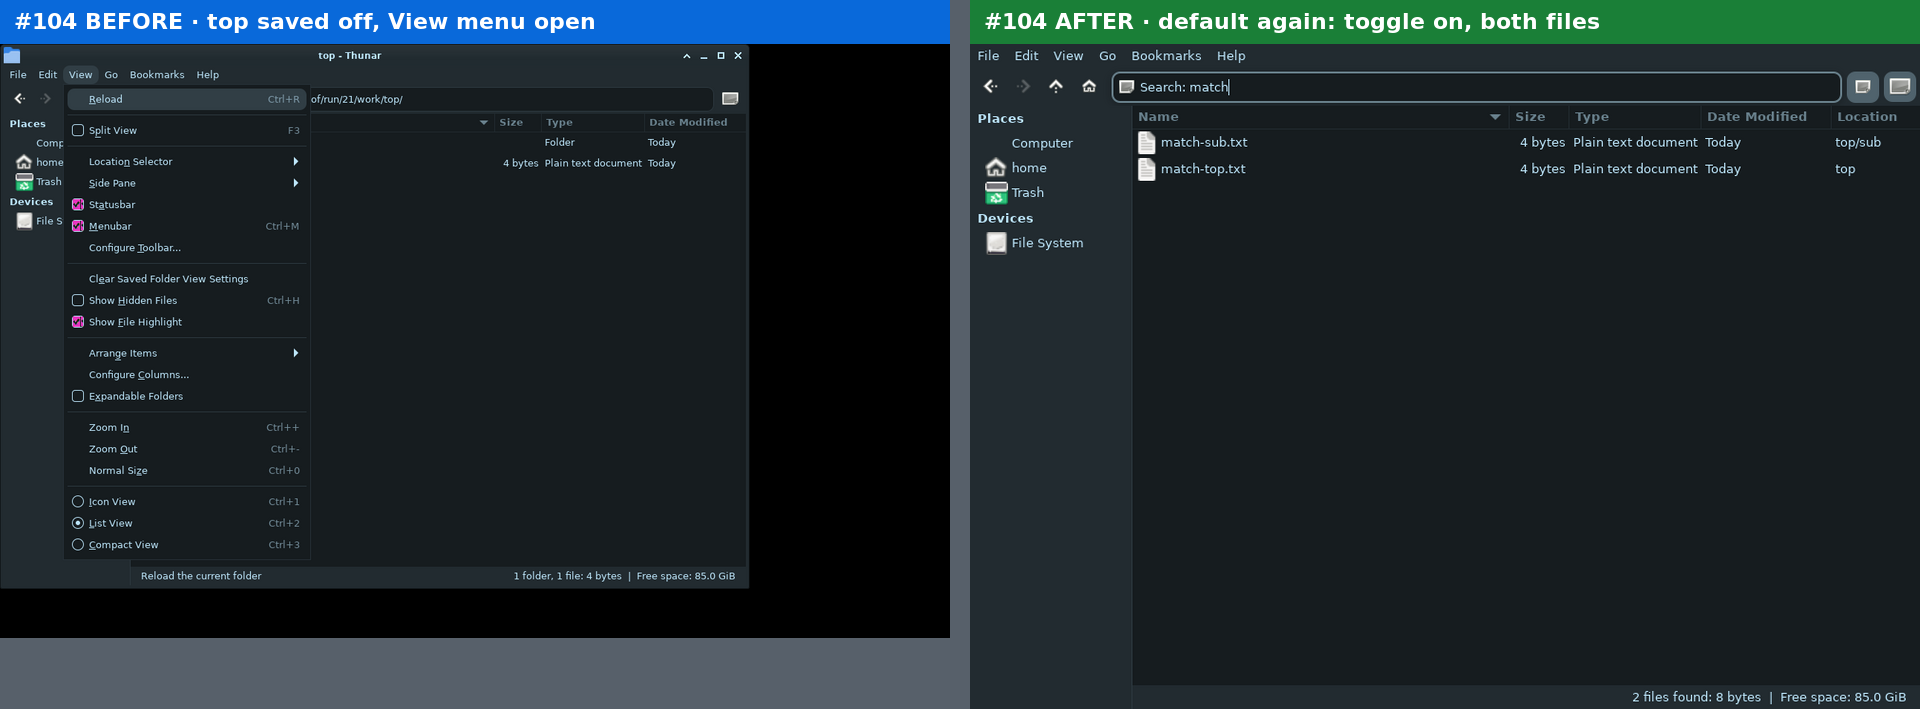 #104 BEFORE · top saved off, View menu open
top - Thunar
File Edit View Go Bookmarks Help
of/run/21/work/top/
Places
Comp
home
Trash
Devices
File S
Reload Ctrl+R
Split View F3
Location Selector
Side Pane
Statusbar
Menubar Ctrl+M
Configure Toolbar...
Clear Saved Folder View Settings
Show Hidden Files Ctrl+H
Show File Highlight
Arrange Items
Configure Columns...
Expandable Folders
Zoom In Ctrl++
Zoom Out Ctrl+-
Normal Size Ctrl+0
Icon View Ctrl+1
List View Ctrl+2
Compact View Ctrl+3
Size Type Date Modified
Folder Today
4 bytes Plain text document Today
Reload the current folder
1 folder, 1 file: 4 bytes | Free space: 85.0 GiB
#104 AFTER · default again: toggle on, both files
File Edit View Go Bookmarks Help
Search: match
Places
Computer
home
Trash
Devices
File System
Name Size Type Date Modified Location
match-sub.txt 4 bytes Plain text document Today top/sub
match-top.txt 4 bytes Plain text document Today top
2 files found: 8 bytes | Free space: 85.0 GiB